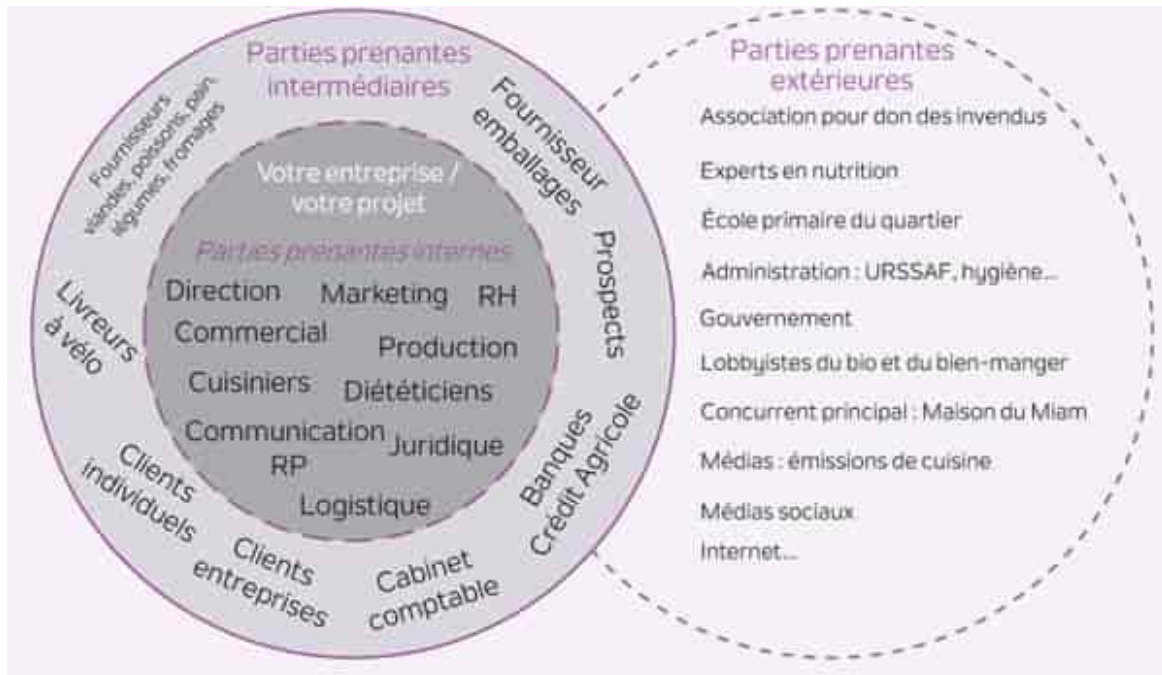 Parties prenantes
intermédiaires
Fournisseurs
viandes, poissons, pain,
légumes, fromages
Fournisseur
emballages
Prospects
Banques
Crédit Agricole
Cabinet
comptable
Clients
entreprises
Clients
individuels
Livreurs
à vélo
Votre entreprise /
votre projet
Parties prenantes internes
Direction
Marketing
RH
Commercial
Production
Cuisiniers
Diététiciens
Communication
RP
Juridique
Logistique
Parties prenantes
extérieures
Association pour don des invendus
Experts en nutrition
École primaire du quartier
Administration : URSSAF, hygiène...
Gouvernement
Lobbyistes du bio et du bien-manger
Concurrent principal : Maison du Miam
Médias : émissions de cuisine
Médias sociaux
Internet...